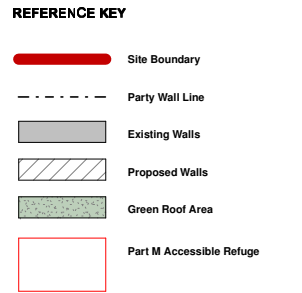 REFERENCE KEY
Site Boundary
Party Wall Line
Existing Walls
Proposed Walls
Green Roof Area
Part M Accessible Refuge